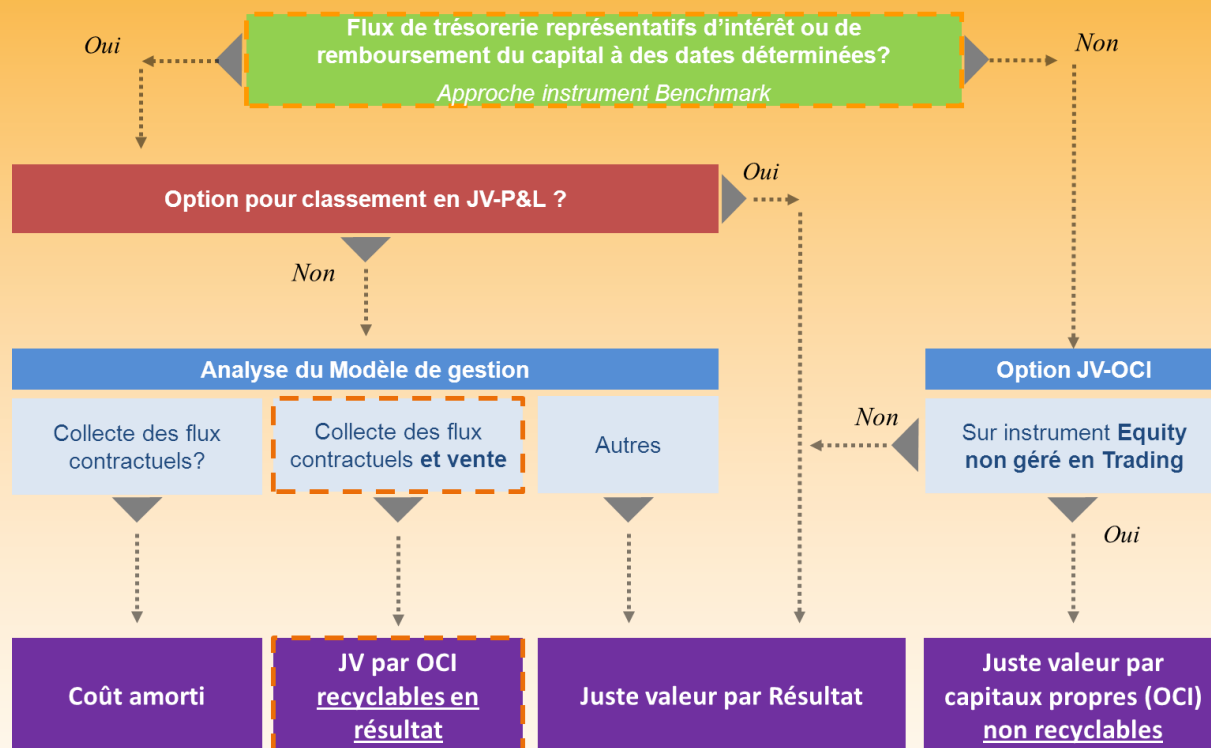 Flux de trésorerie représentatifs d’intérêt ou de
remboursement du capital à des dates déterminées?
Approche instrument Benchmark
Oui
Non
Option pour classement en JV-P&L ?
Oui
Non
Analyse du Modèle de gestion
Option JV-OCI
Collecte des flux
contractuels?
Collecte des flux
contractuels et vente
Autres
Non
Sur instrument Equity
non géré en Trading
Oui
Coût amorti
JV par OCI
recyclables en
résultat
Juste valeur par Résultat
Juste valeur par
capitaux propres (OCI)
non recyclables